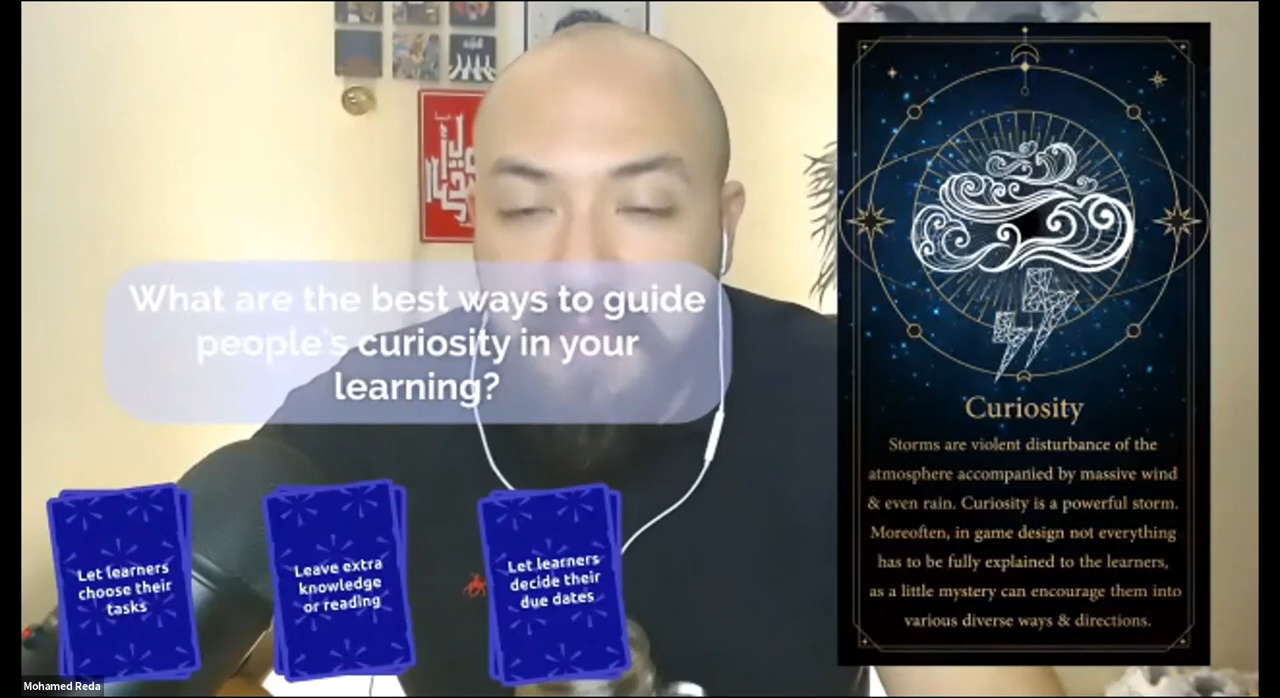 What are the best ways to guide
people's curiosity in your
learning?
Let learners
choose their
tasks
Leave extra
knowledge
or reading
Let learners
decide their
due dates
Curiosity
Storms are violent disturbance of the
atmosphere accompanied by massive wind
& even rain. Curiosity is a powerful storm.
Moreoften, in game design not everything
has to be fully explained to the learners,
as a little mystery can encourage them into
various diverse ways & directions.
Mohamed Reda